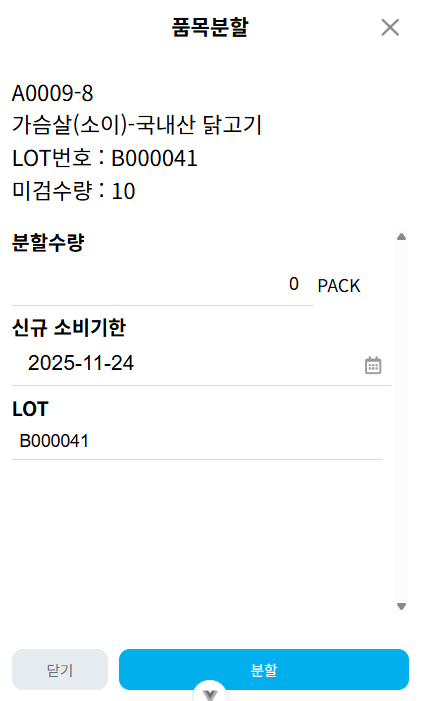 품목분할
A0009-8
가슴살(소이)-국내산 닭고기
LOT번호 : B000041
미검수량 : 10
분할수량
0 PACK
신규 소비기한
2025-11-24
LOT
B000041
닫기 분할